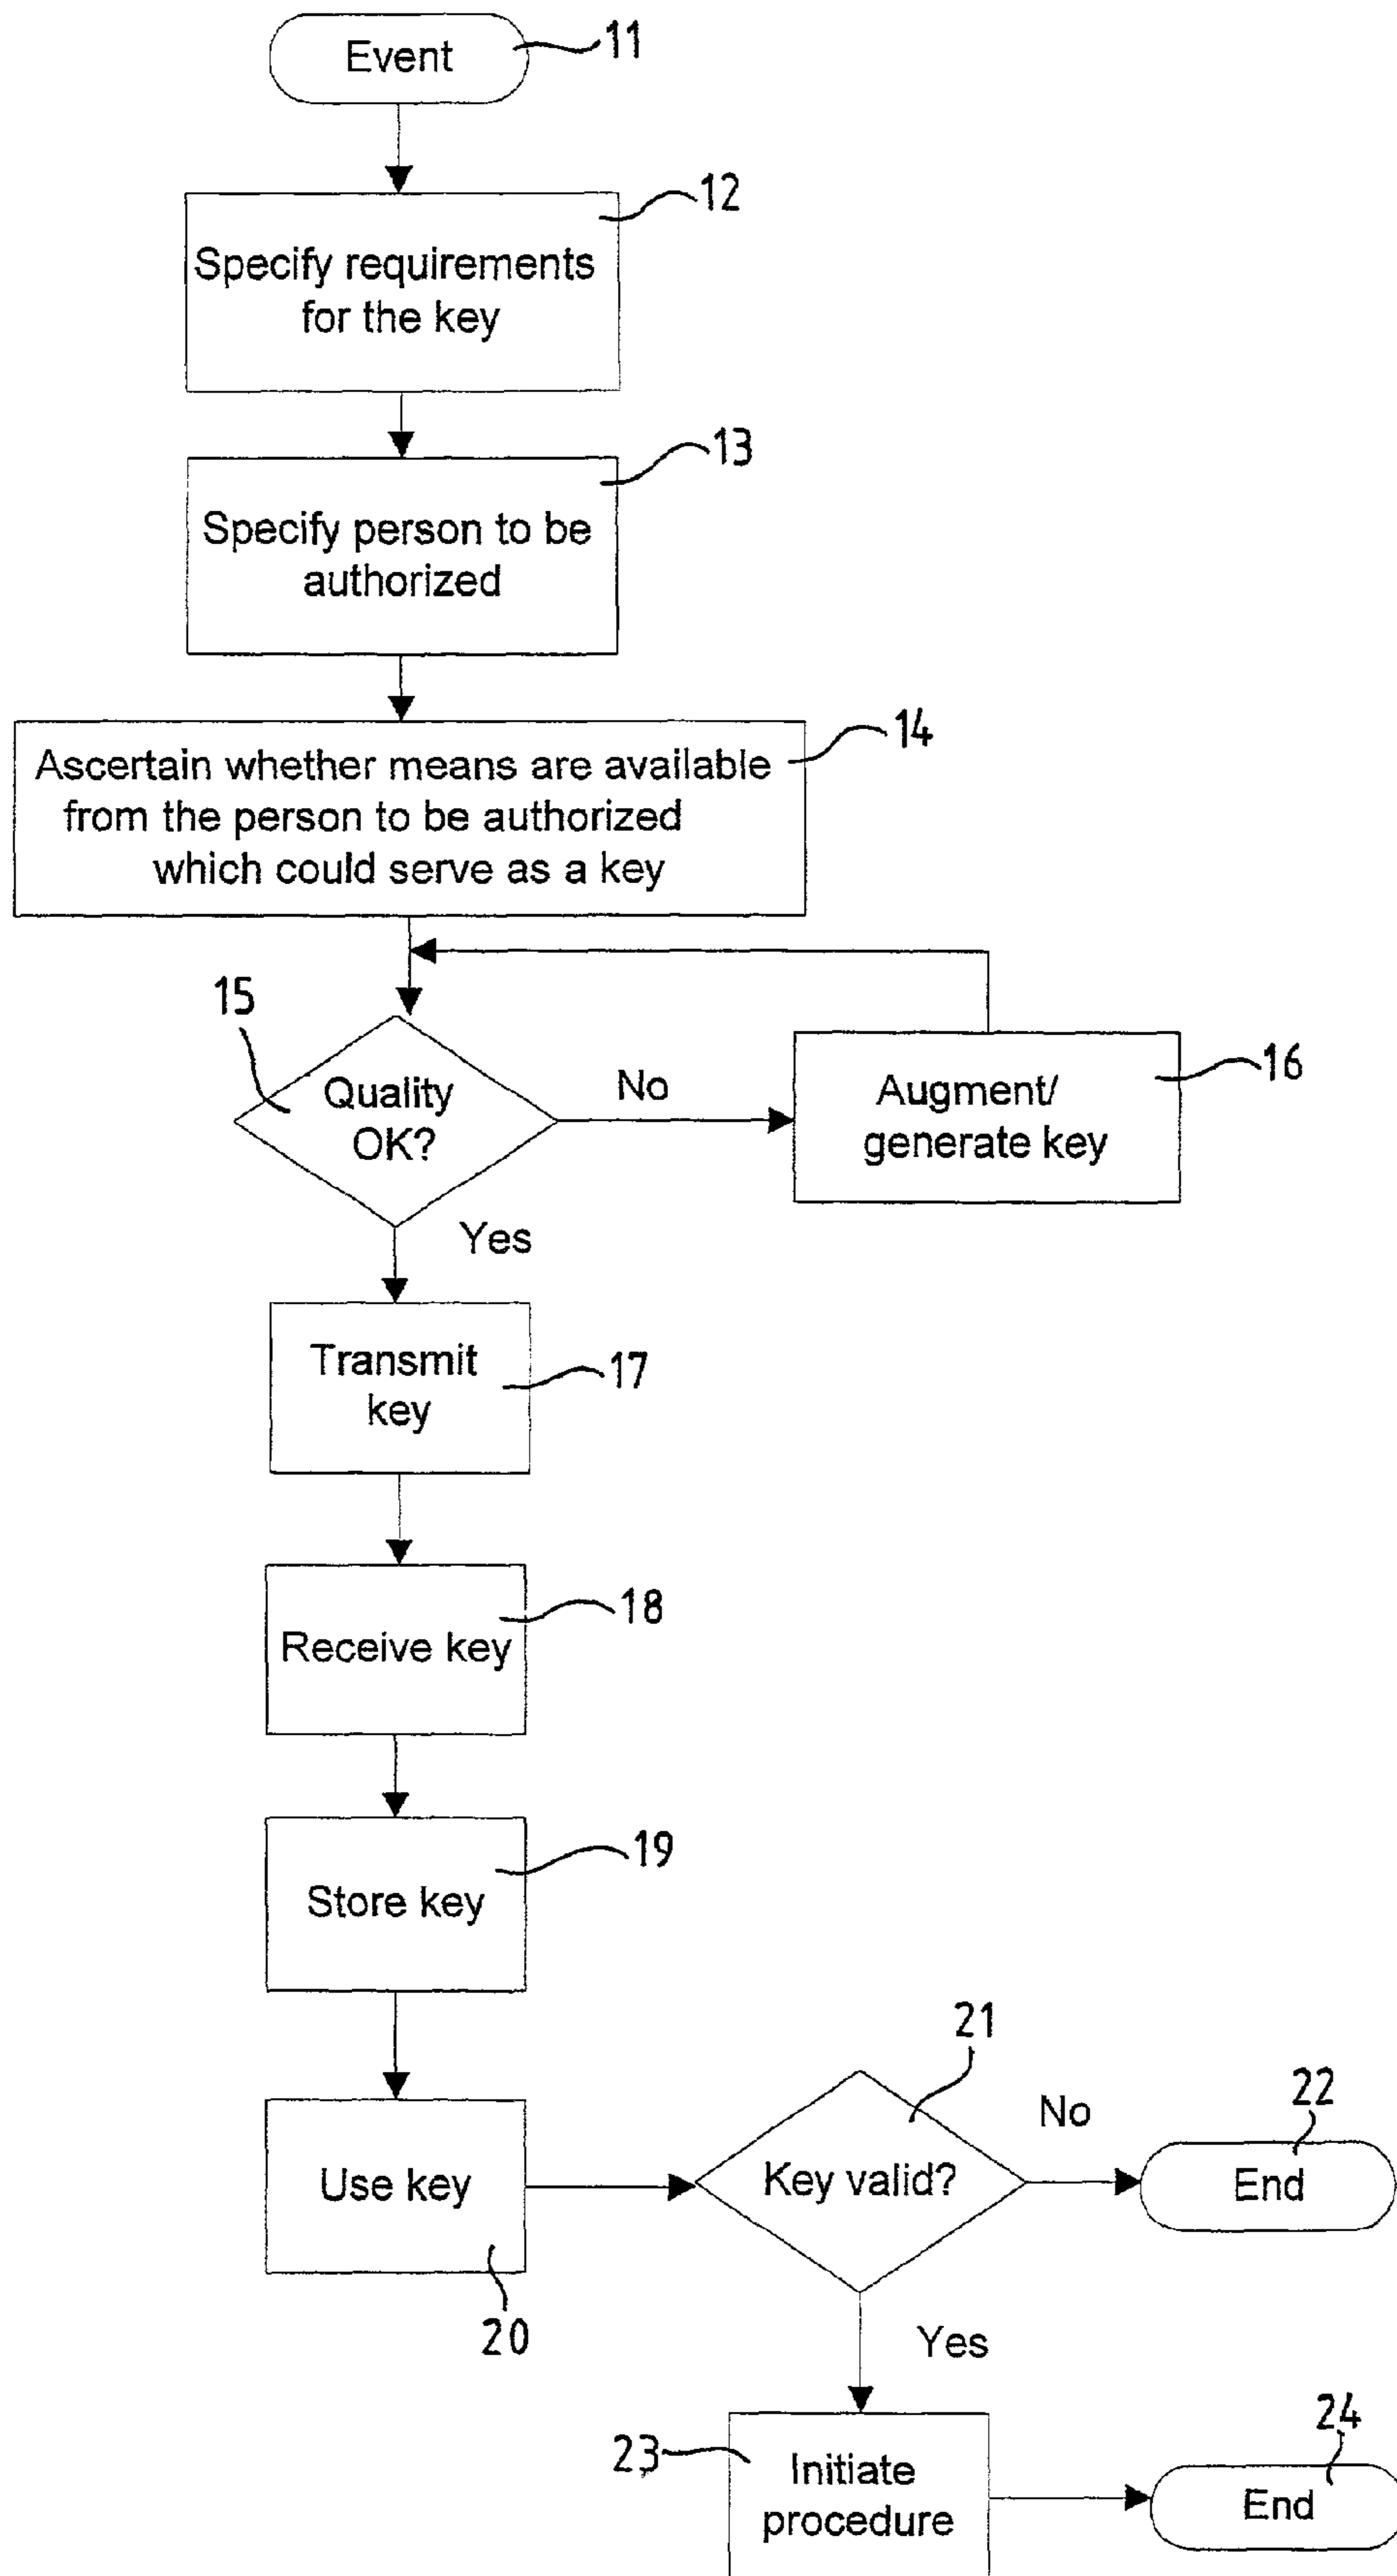 Event
11
12
Specify requirements
for the key
13
Specify person to be
authorized
14
Ascertain whether means are available
from the person to be authorized
which could serve as a key
15
Quality
OK?
No
16
Augment/
generate key
Yes
Transmit
key
17
18
Receive key
19
Store key
Use key
20
21
Key valid?
No
22
End
Yes
23
Initiate
procedure
24
End